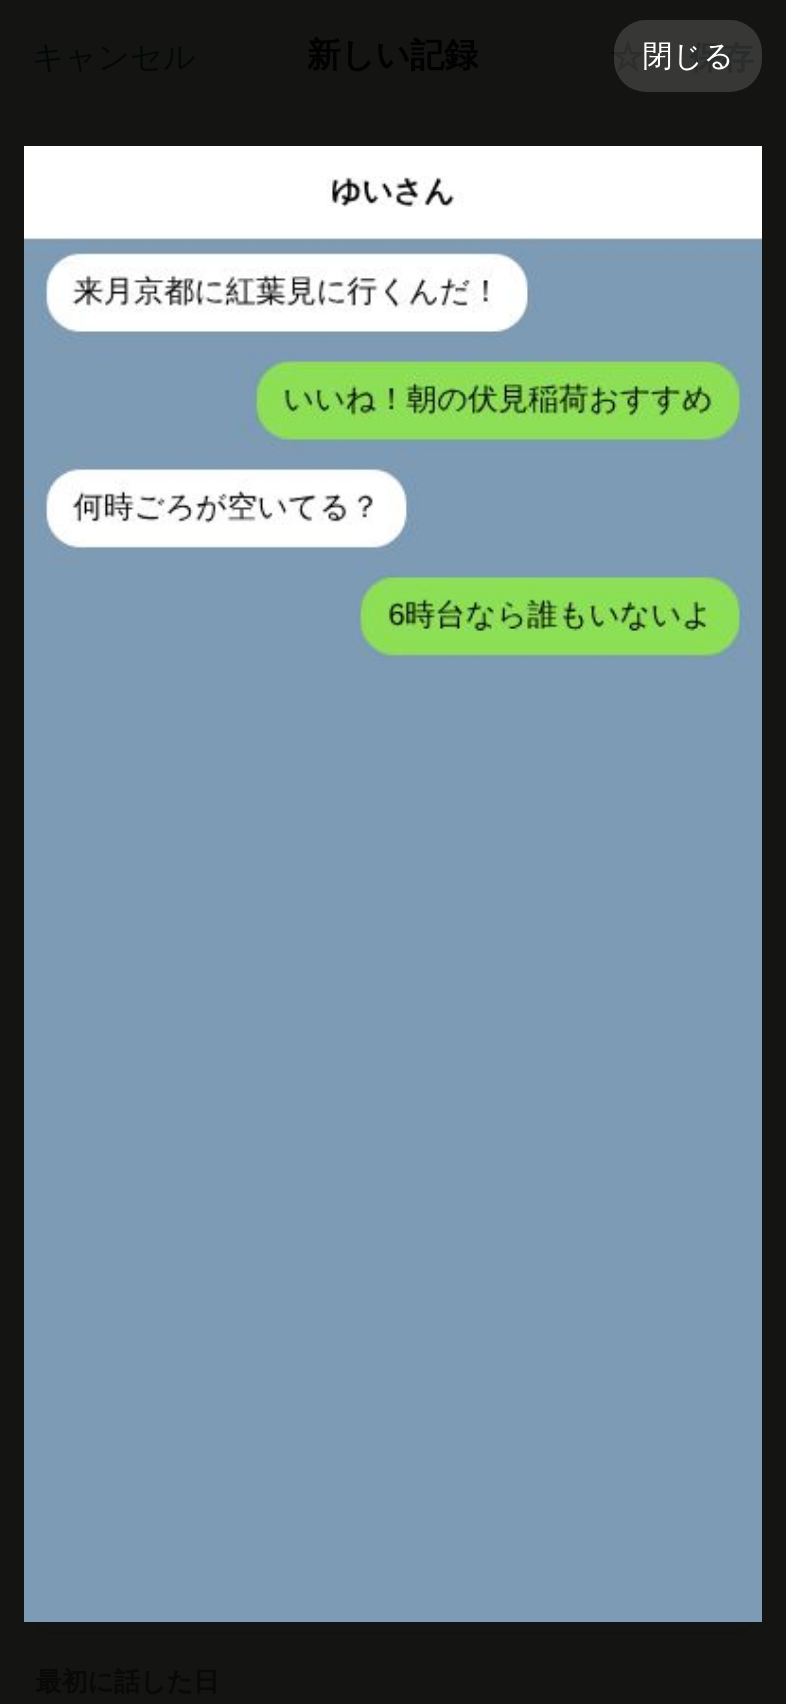 キャンセル
新しい記録
☆
存
閉じる
ゆいさん
来月京都に紅葉見に行くんだ！
いいね！朝の伏見稲荷おすすめ
何時ごろが空いてる？
6時台なら誰もいないよ
最初に話した日